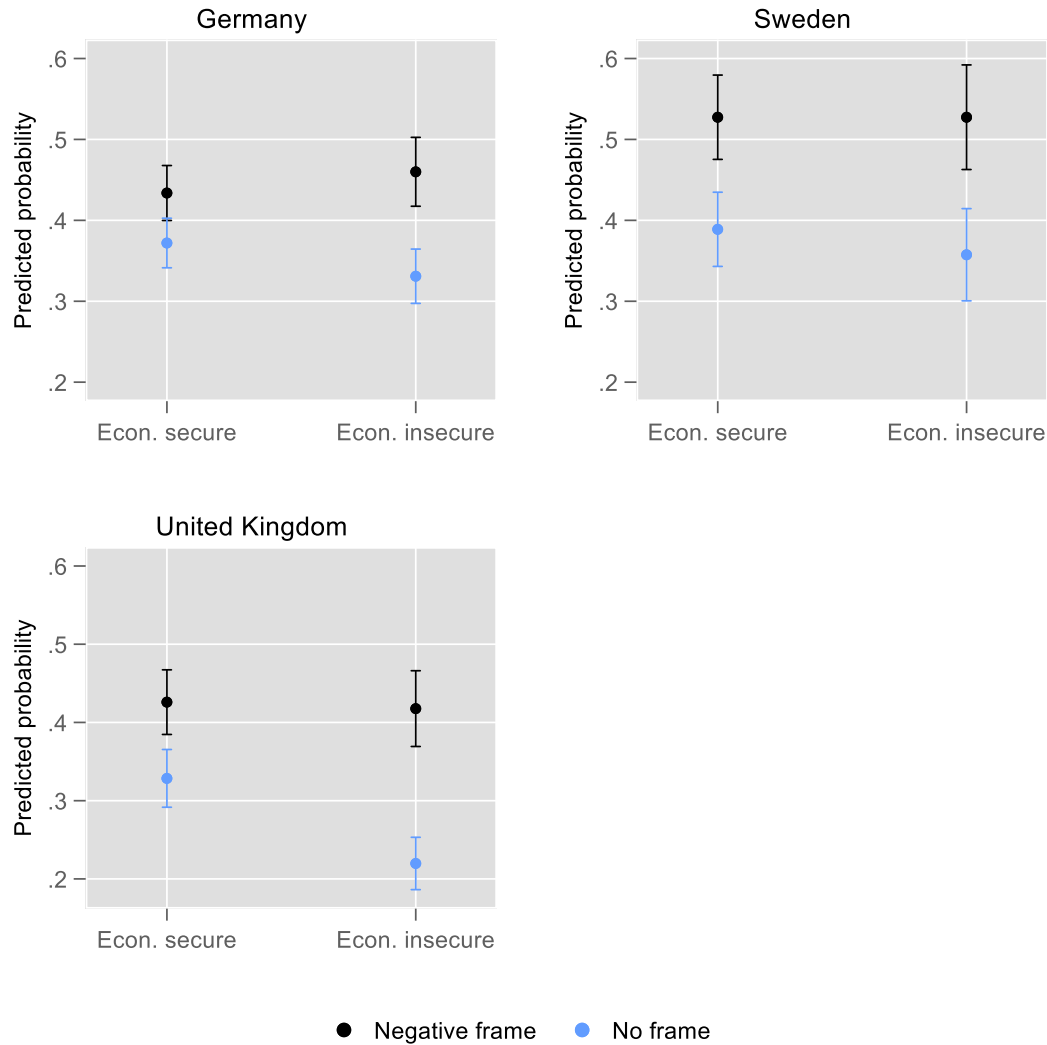 Germany
Predicted probability
.6
.5
.4
.3
.2
Econ. secure
Econ. insecure
Sweden
Predicted probability
.6
.5
.4
.3
.2
Econ. secure
Econ. insecure
United Kingdom
Predicted probability
.6
.5
.4
.3
.2
Econ. secure
Econ. insecure
Negative frame
No frame